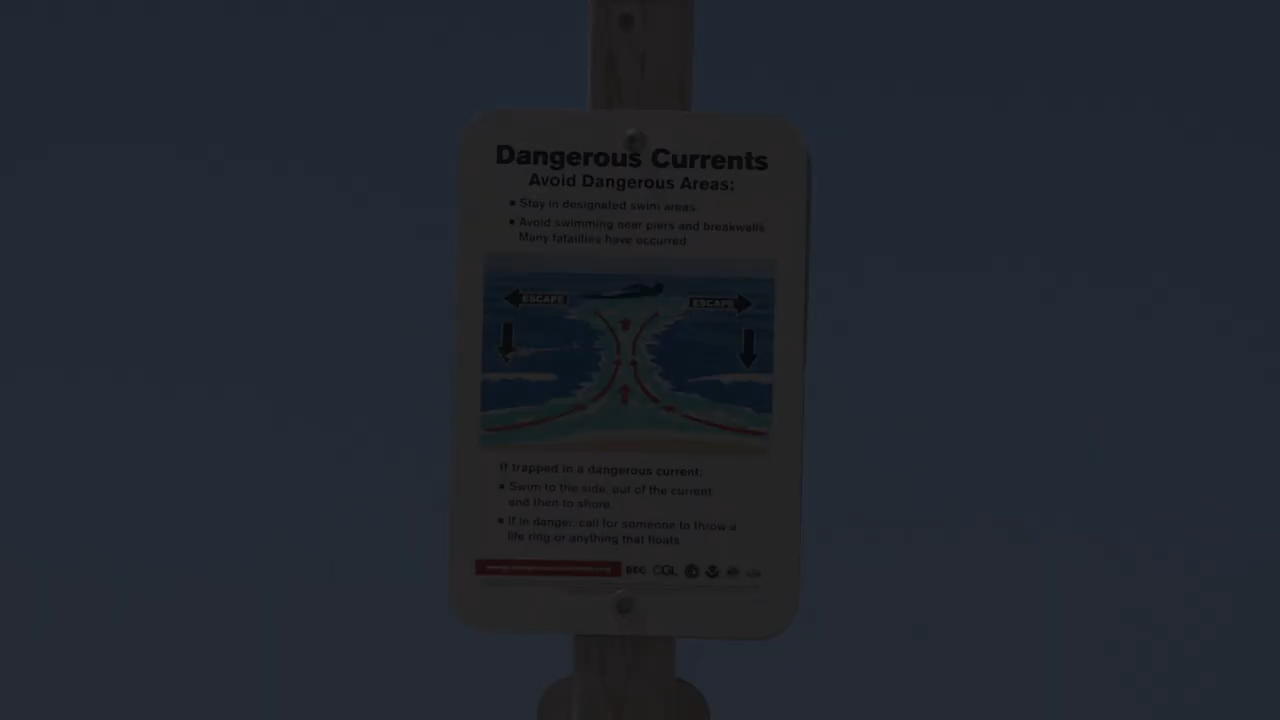 Dangerous Currents
Avoid Dangerous Areas:
▪ Stay in designated swim areas.
▪ Avoid swimming near piers and breakwalls.
Many fatalities have occurred.
ESCAPE ESCAPE
If trapped in a dangerous current:
▪ Swim to the side, out of the current
and then to shore.
▪ If in danger, call for someone to throw a
life ring or anything that floats.
CGL